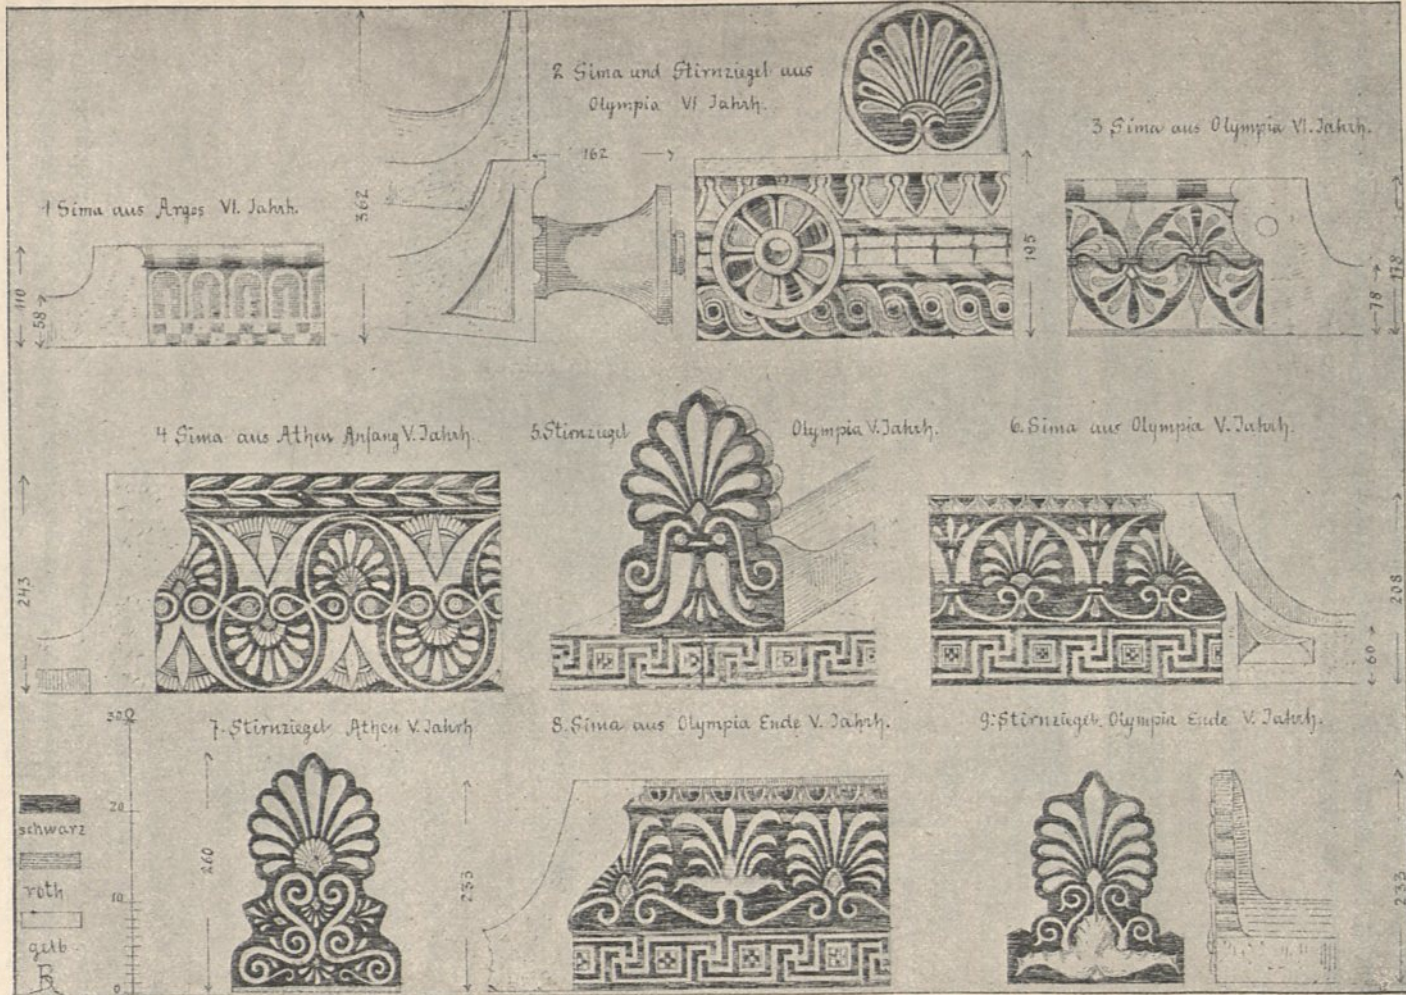 2 Sima und Stirnziegel aus
Olympia VI Jahrh.
3 Sima aus Olympia VI. Jahrh.
1 Sima aus Argos VI. Jahrh.
162
362
195
110
58
78
178
4 Sima aus Athen Anfang V. Jahrh.
5. Stirnziegel Olympia V. Jahrh.
6. Sima aus Olympia V. Jahrh.
243
208
60
7. Stirnziegel Athen V. Jahrh
8. Sima aus Olympia Ende V. Jahrh.
9. Stirnziegel. Olympia Ende V. Jahrh.
20
10
0
schwarz
roth
gelb
260
233
233